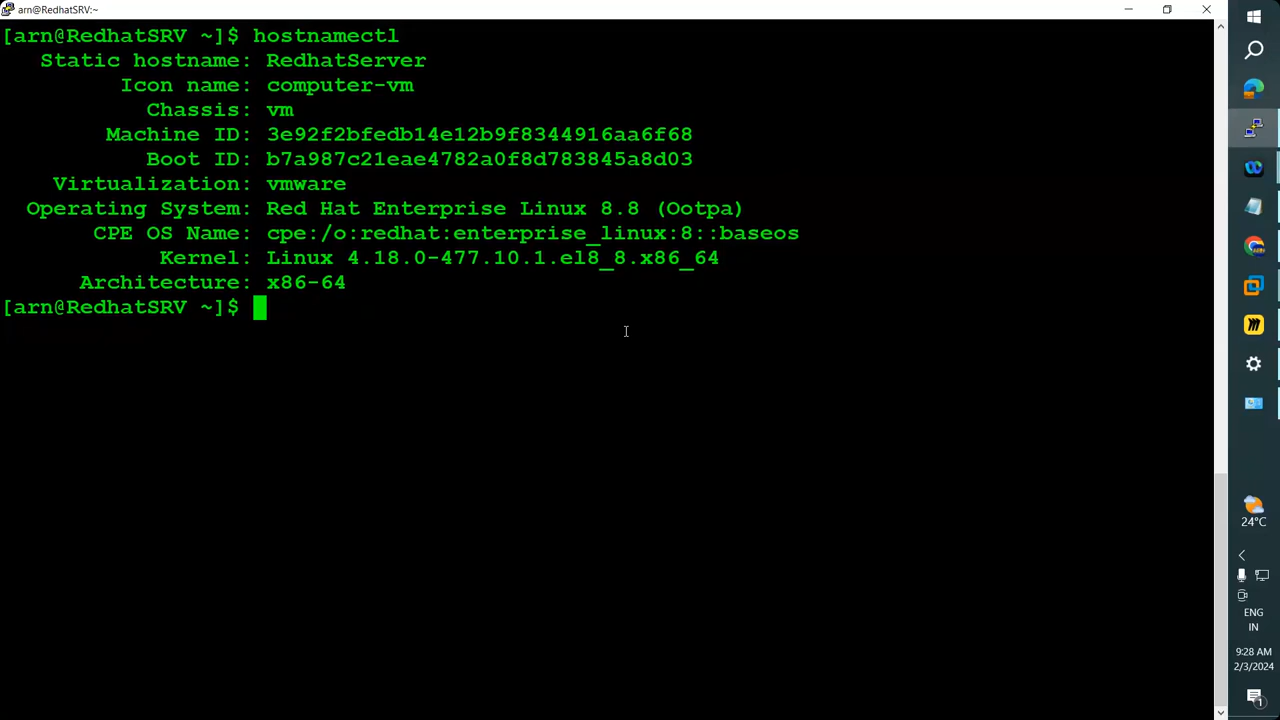 arn@RedhatSRV:~
[arn@RedhatSRV ~]$ hostnamectl
Static hostname: RedhatServer
Icon name: computer-vm
Chassis: vm
Machine ID: 3e92f2bfedb14e12b9f8344916aa6f68
Boot ID: b7a987c21eae4782a0f8d783845a8d03
Virtualization: vmware
Operating System: Red Hat Enterprise Linux 8.8 (Ootpa)
CPE OS Name: cpe:/o:redhat:enterprise_linux:8::baseos
Kernel: Linux 4.18.0-477.10.1.el8_8.x86_64
Architecture: x86-64
[arn@RedhatSRV ~]$
24°C
ENG
IN
9:28 AM
2/3/2024
1